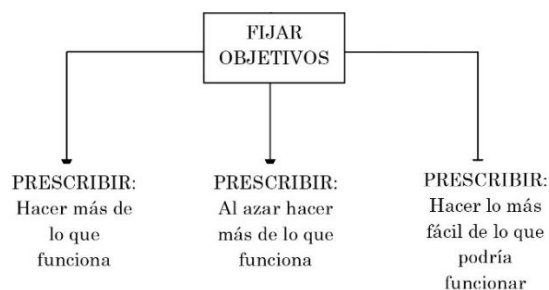 FIJAR
OBJETIVOS
PRESCRIBIR:
Hacer más de
lo que
funciona
PRESCRIBIR:
Al azar hacer
más de lo que
funciona
PRESCRIBIR:
Hacer lo más
fácil de lo que
podría
funcionar